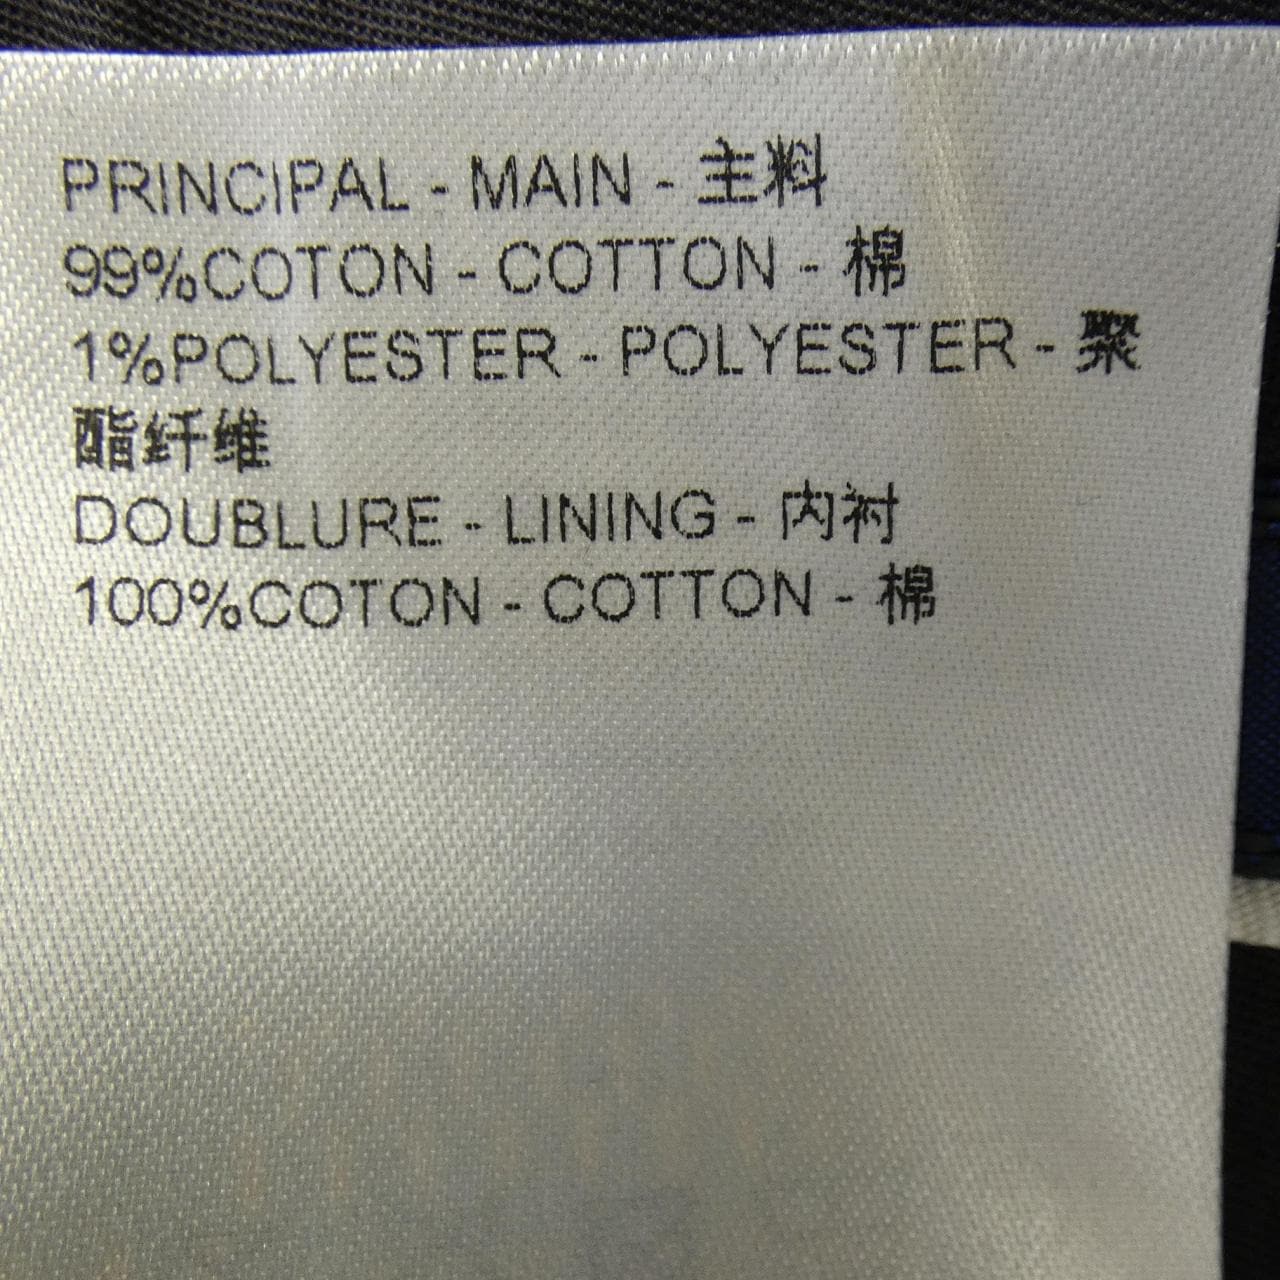 PRINCIPAL - MAIN - 主料
99%COTON - COTTON - 棉
1%POLYESTER - POLYESTER - 聚
酯纤维
DOUBLURE - LINING - 内衬
100%COTON - COTTON - 棉